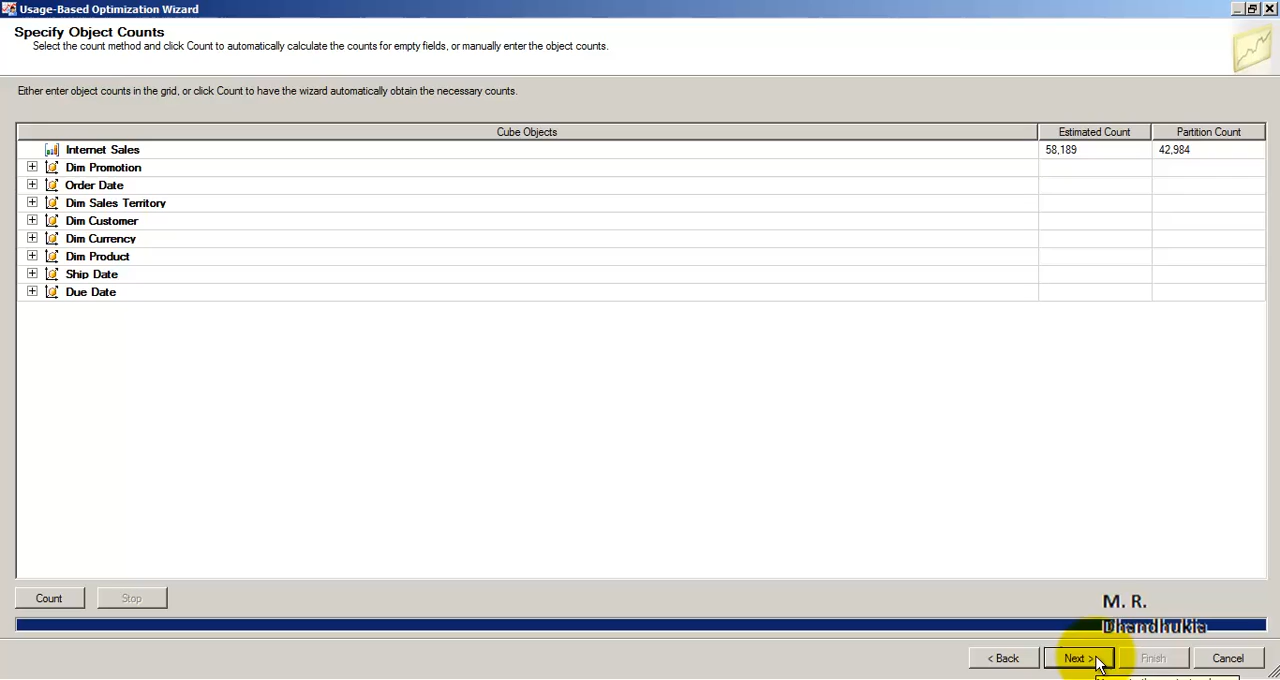 Usage-Based Optimization Wizard
Specify Object Counts
Select the count method and click Count to automatically calculate the counts for empty fields, or manually enter the object counts.
Either enter object counts in the grid, or click Count to have the wizard automatically obtain the necessary counts.
Cube Objects Estimated Count Partition Count
Internet Sales 58,189 42,984
Dim Promotion
Order Date
Dim Sales Territory
Dim Customer
Dim Currency
Dim Product
Ship Date
Due Date
Count Stop
M. R.
Dhandhukia
< Back Next > Finish Cancel